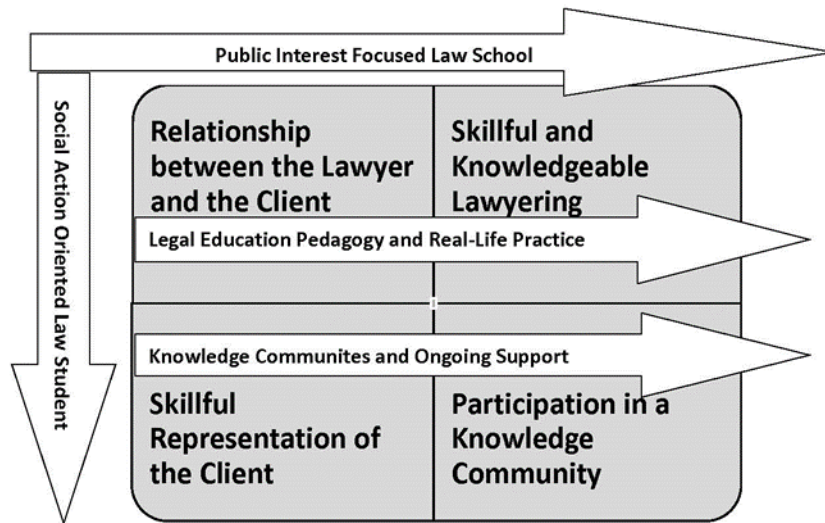 Public Interest Focused Law School
Social Action Oriented Law Student
Relationship
between the Lawyer
and the Client
Skillful and
Knowledgeable
Lawyering
Legal Education Pedagogy and Real-Life Practice
Knowledge Communites and Ongoing Support
Skillful
Representation of
the Client
Participation in a
Knowledge
Community